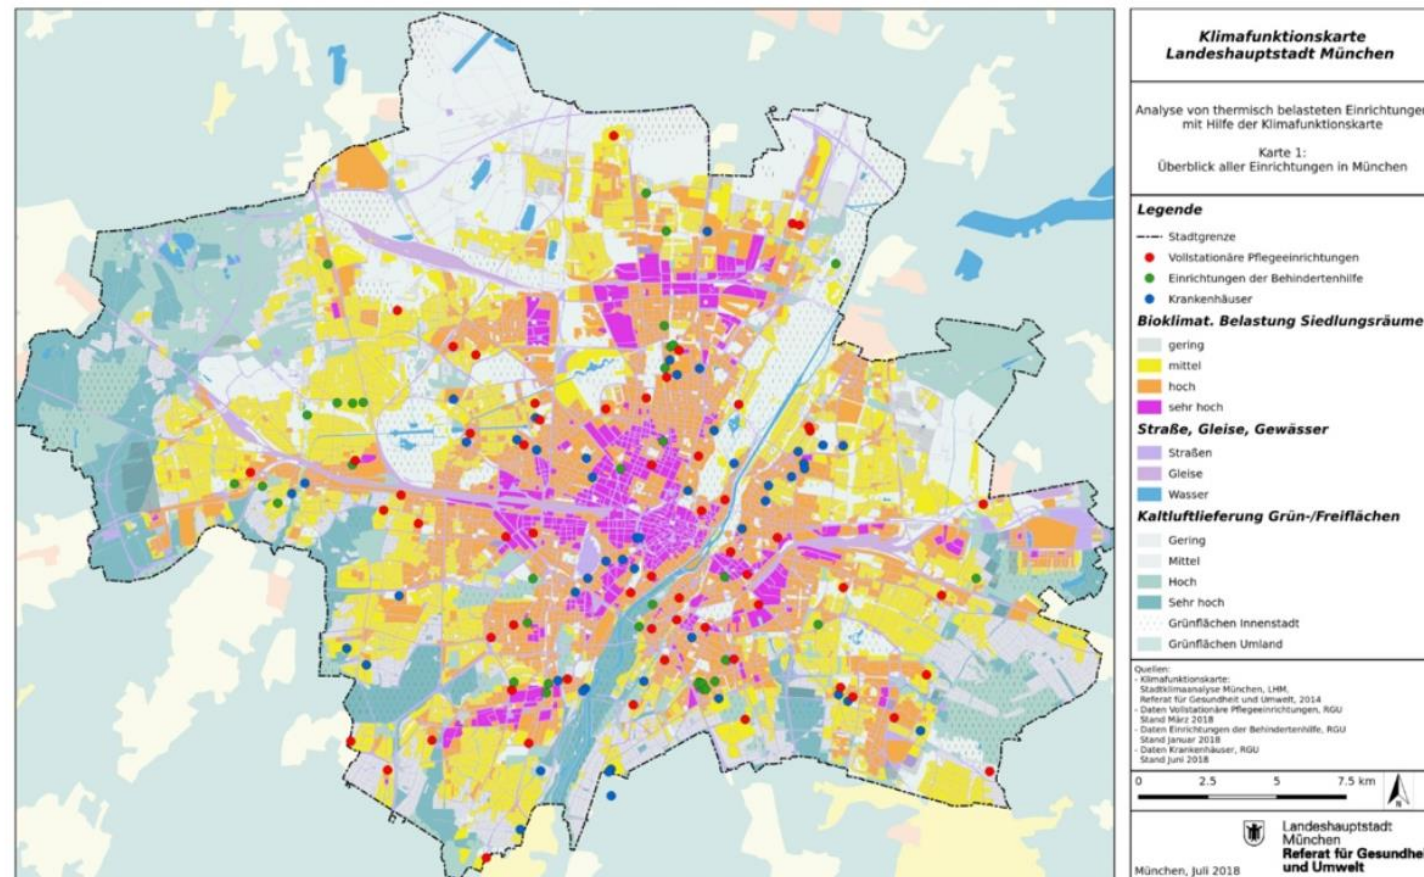 Klimafunktionskarte
Landeshauptstadt München
Analyse von thermisch belasteten Einrichtunger
mit Hilfe der Klimafunktionskarte
Karte 1:
Überblick aller Einrichtungen in München
Legende
Stadtgrenze
Vollstationäre Pflegeeinrichtungen
Einrichtungen der Behindertenhilfe
Krankenhäuser
Bioklimat. Belastung Siedlungsräume
gering
mittel
hoch
sehr hoch
Straße, Gleise, Gewässer
Straßen
Gleise
Wasser
Kaltluftlieferung Grün-/Freiflächen
Gering
Mittel
Hoch
Sehr hoch
Grünflächen Innenstadt
Grünflächen Umland
Quellen:
- Klimafunktionskarte:
Stadtklimaanalyse München, LHM,
Referat für Gesundheit und Umwelt, 2014
- Daten Vollstationäre Pflegeeinrichtungen, RGU
Stand März 2018
- Daten Einrichtungen der Behindertenhilfe, RGU
Stand Januar 2018
- Daten Krankenhäuser, RGU
Stand Juni 2018
0 2.5 5 7.5 km
N
Landeshauptstadt
München
Referat für Gesundhei
und Umwelt
München, Juli 2018